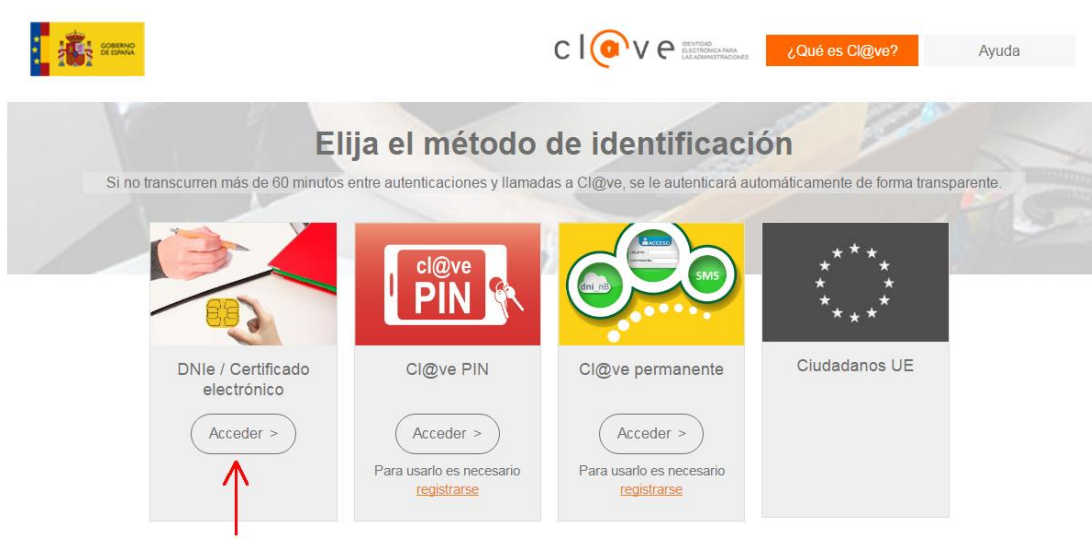 GOBIERNO
DE ESPAÑA
cl@ve
IDENTIDAD
ELECTRÓNICA PARA
LAS ADMINISTRACIONES
¿Qué es Cl@ve?
Ayuda
Elija el método de identificación
Si no transcurren más de 60 minutos entre autenticaciones y llamadas a Cl@ve, se le autenticará automáticamente de forma transparente.
DNIe / Certificado
electrónico
Acceder >
cl@ve
PIN
Cl@ve PIN
Acceder >
Para usarlo es necesario
registrarse
ACCESO
dni_nB
SMS
Cl@ve permanente
Acceder >
Para usarlo es necesario
registrarse
Ciudadanos UE